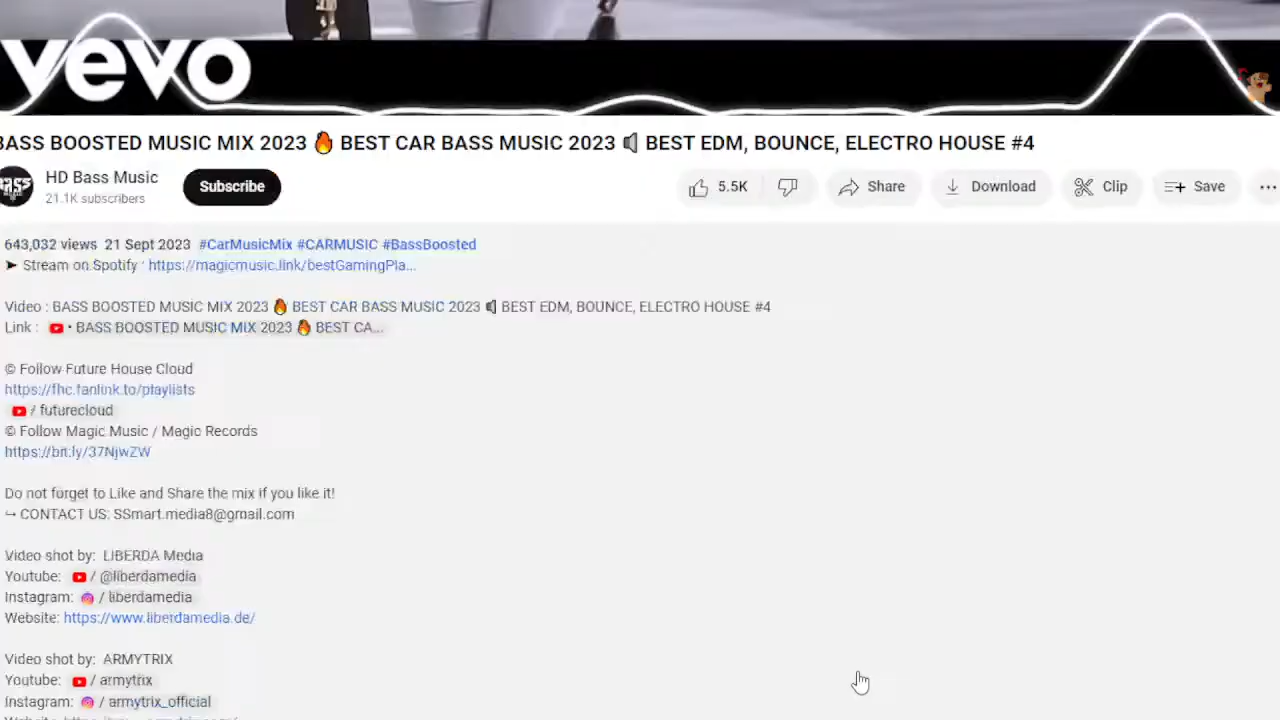 yevo
BASS BOOSTED MUSIC MIX 2023 🔥 BEST CAR BASS MUSIC 2023 🔊 BEST EDM, BOUNCE, ELECTRO HOUSE #4
HD Bass Music
21.1K subscribers
Subscribe
5.5K
Share
Download
Clip
Save
643,032 views 21 Sept 2023 #CarMusicMix #CARMUSIC #BassBoosted
➤ Stream on Spotify : https://magicmusic.link/bestGamingPla...
Video : BASS BOOSTED MUSIC MIX 2023 🔥 BEST CAR BASS MUSIC 2023 🔊 BEST EDM, BOUNCE, ELECTRO HOUSE #4
Link : • BASS BOOSTED MUSIC MIX 2023 🔥 BEST CA...
© Follow Future House Cloud
https://fhc.fanlink.to/playlists
/ futurecloud
© Follow Magic Music / Magic Records
https://bit.ly/37NjwZW
Do not forget to Like and Share the mix if you like it!
↪ CONTACT US: SSmart.media8@gmail.com
Video shot by: LIBERDA Media
Youtube: / @liberdamedia
Instagram: / liberdamedia
Website: https://www.liberdamedia.de/
Video shot by: ARMYTRIX
Youtube: / armytrix
Instagram: / armytrix_official